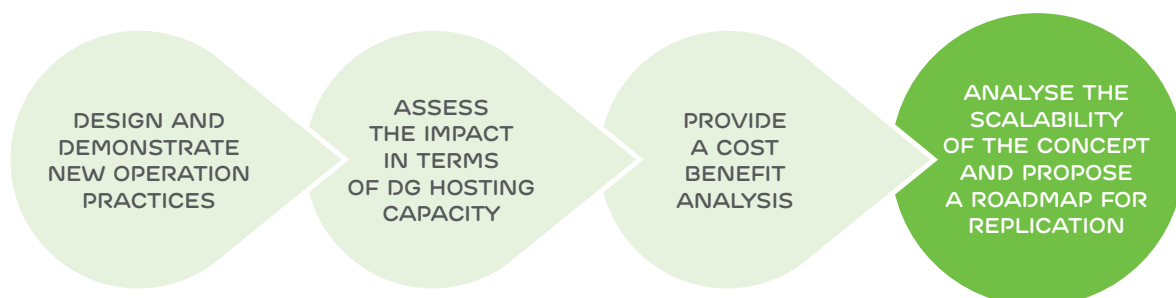 DESIGN AND
DEMONSTRATE
NEW OPERATION
PRACTICES
ASSESS
THE IMPACT
IN TERMS
OF DG HOSTING
CAPACITY
PROVIDE
A COST
BENEFIT
ANALYSIS
ANALYSE THE
SCALABILITY
OF THE CONCEPT
AND PROPOSE
A ROADMAP FOR
REPLICATION